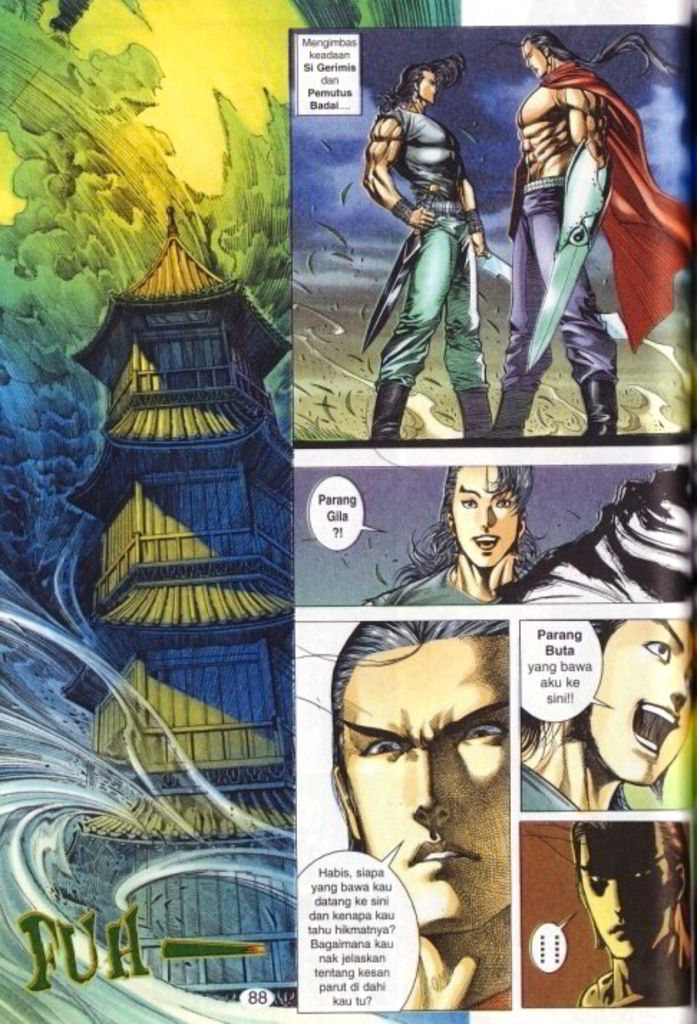 Mengimbas
keadaan
Si Gerimis
dan
Pemutus
Badai....
Parang
Gila
?!
Parang
Buta
yang bawa
aku ke
sini!!
Habis, siapa
yang bawa kau
datang ke sini
dan kenapa kau
tahu hikmatnya?
Bagaimana kau
nak jelaskan
tentang kesan
parut di dahi
kau tu?
FUH
88